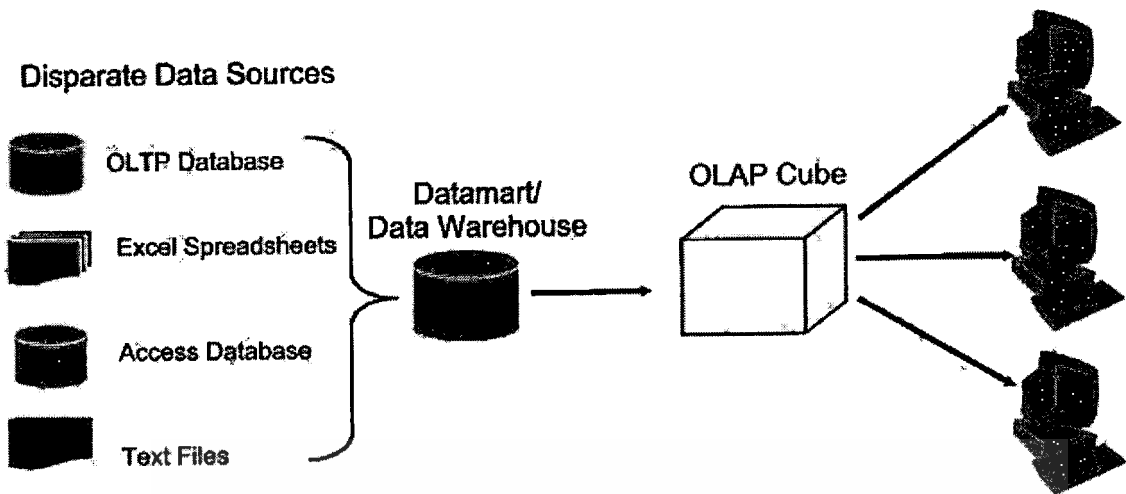 Disparate Data Sources
OLTP Database
Excel Spreadsheets
Access Database
Text Files
Datamart/
Data Warehouse
OLAP Cube